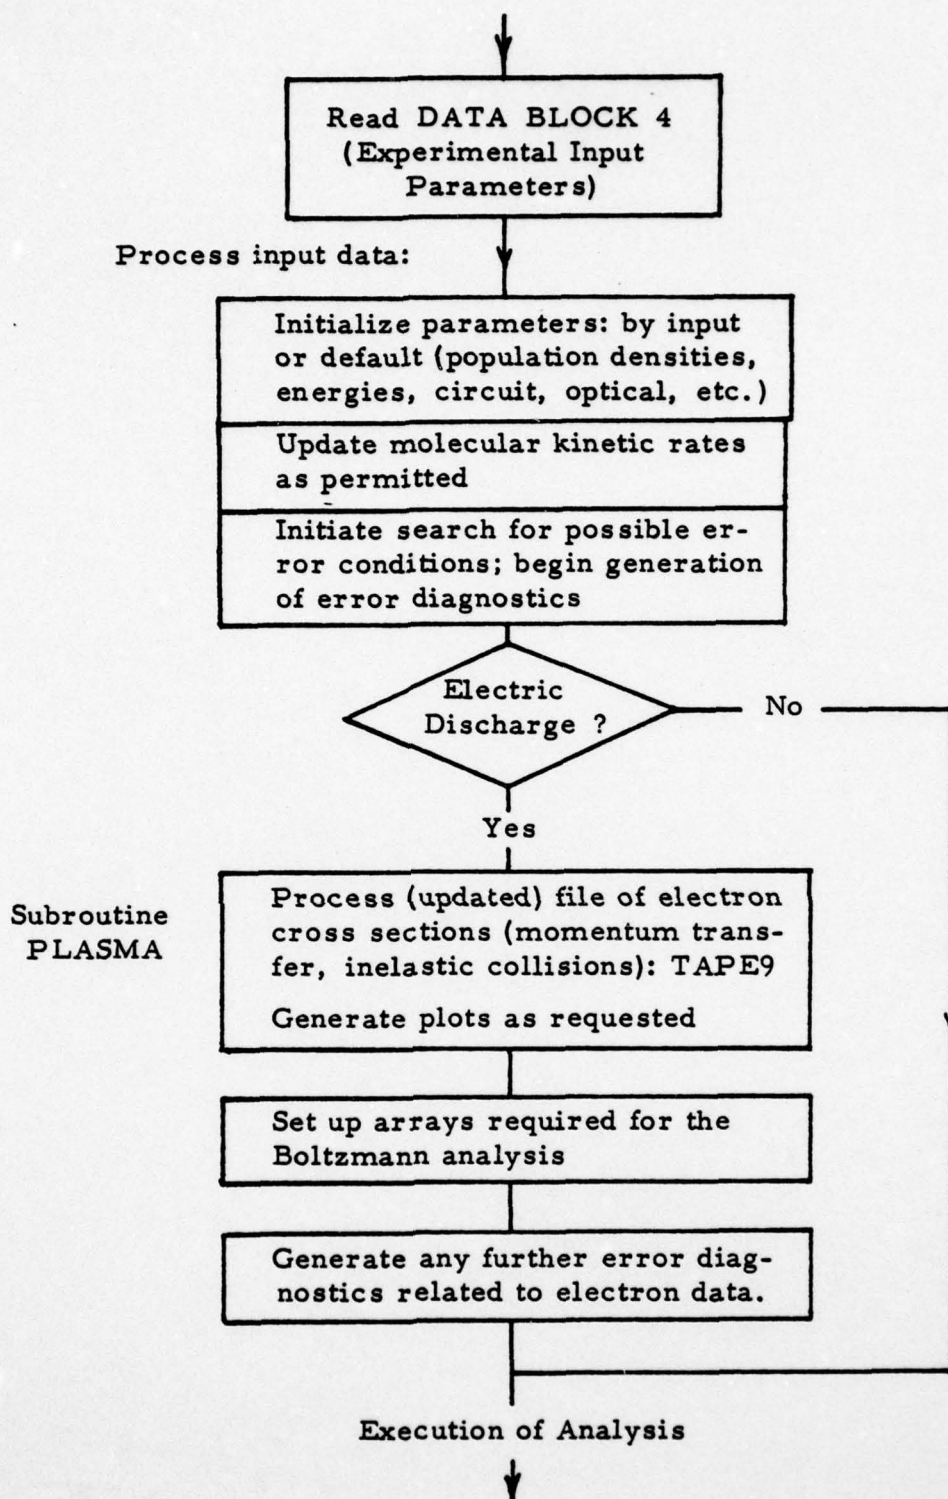 Read DATA BLOCK 4
(Experimental Input
Parameters)
Process input data:
Initialize parameters: by input
or default (population densities,
energies, circuit, optical, etc.)
Update molecular kinetic rates
as permitted
Initiate search for possible er-
ror conditions; begin generation
of error diagnostics
Electric
Discharge ?
No
Yes
Subroutine
PLASMA
Process (updated) file of electron
cross sections (momentum trans-
fer, inelastic collisions): TAPE9
Generate plots as requested
Set up arrays required for the
Boltzmann analysis
Generate any further error diag-
nostics related to electron data.
Execution of Analysis